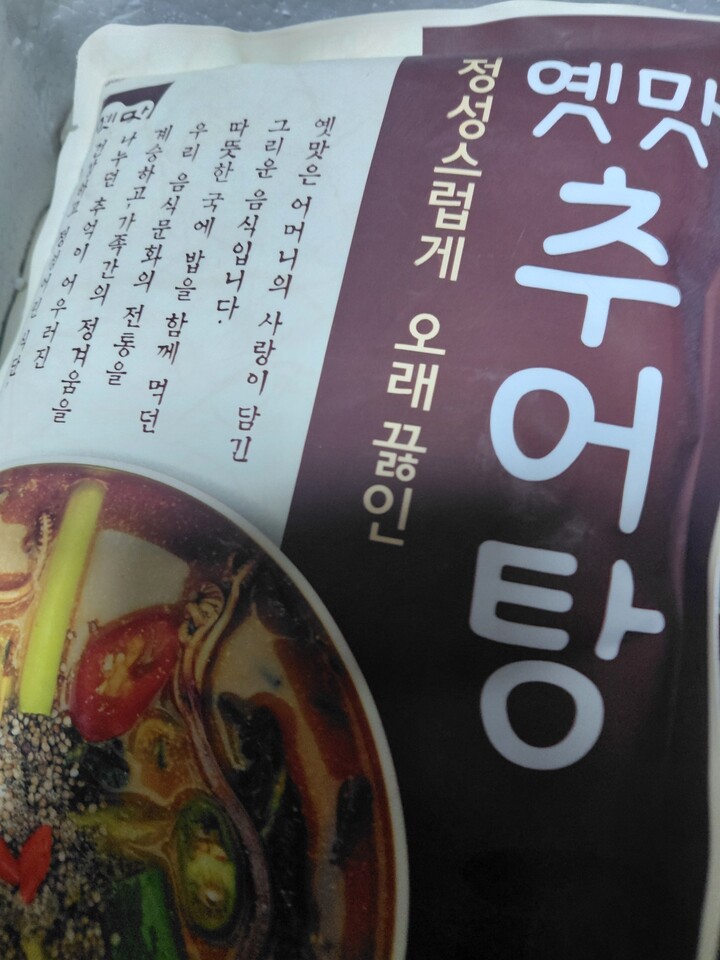 옛맛
추어탕
정성스럽게 오래 끓인
옛맛은 어머니의 사랑이 담긴
그리운 음식입니다.
따뜻한 국에 밥을 함께 먹던
우리 음식문화의 전통을
계승하고, 가족간의 정겨움을
나누던 추억이 어우러진